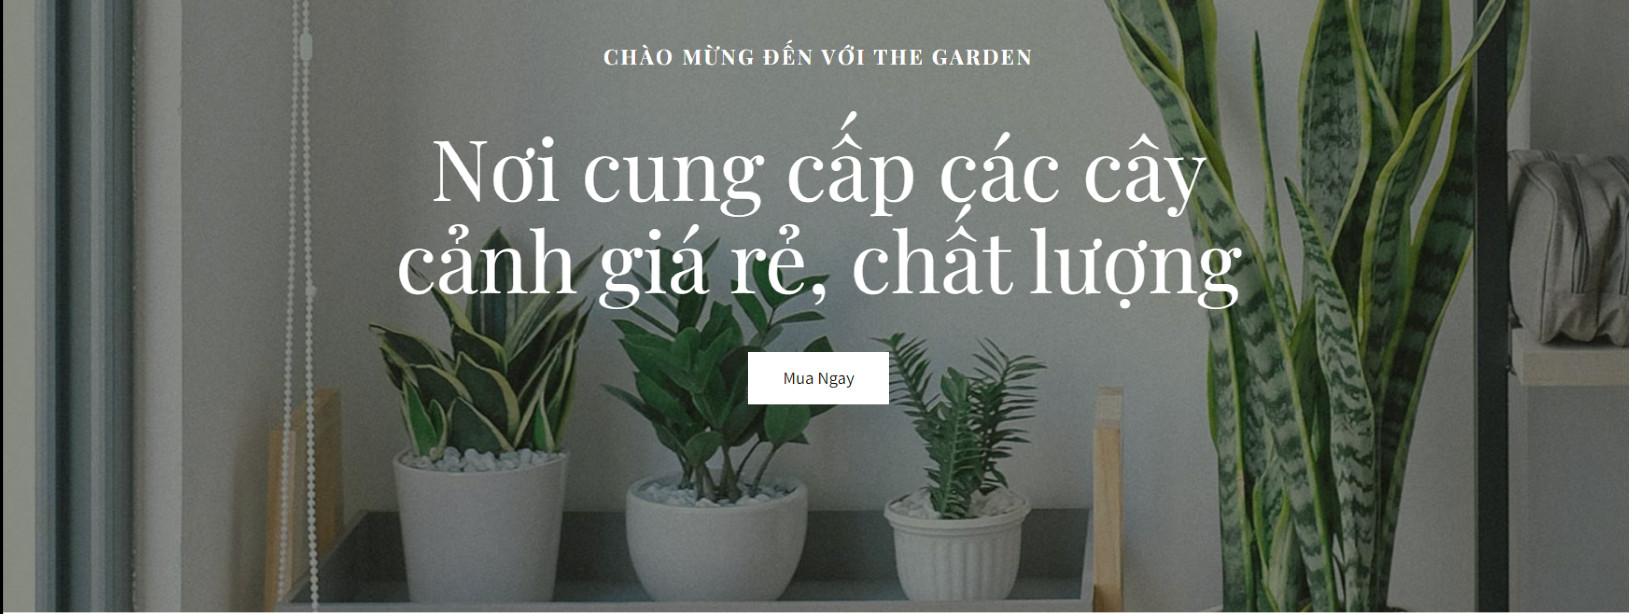 CHÀO MỪNG ĐẾN VỚI THE GARDEN
Nơi cung cấp các cây
cảnh giá rẻ, chất lượng
Mua Ngay